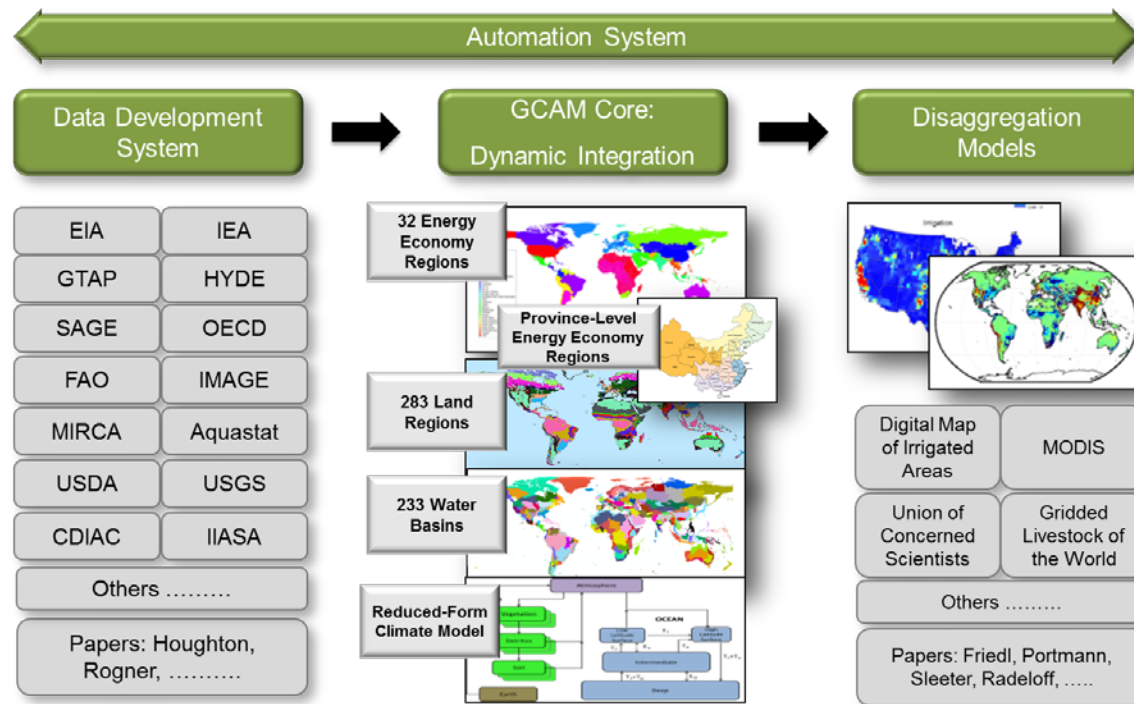 Automation System
Data Development
System
GCAM Core:
Dynamic Integration
Disaggregation
Models
EIA
IEA
GTAP
HYDE
SAGE
OECD
FAO
IMAGE
MIRCA
Aquastat
USDA
USGS
CDIAC
IIASA
Others .........
Papers: Houghton,
Rogner, ..........
32 Energy
Economy
Regions
Province-Level
Energy Economy
Regions
283 Land
Regions
233 Water
Basins
Reduced-Form
Climate Model
Atmosphere
Vegetation
Detritus
Soil
Earth
OCEAN
Intermediate
Deep
Irrigation
Digital Map
of Irrigated
Areas
MODIS
Union of
Concerned
Scientists
Gridded
Livestock of
the World
Others .........
Papers: Friedl, Portmann,
Sleeter, Radeloff, .....